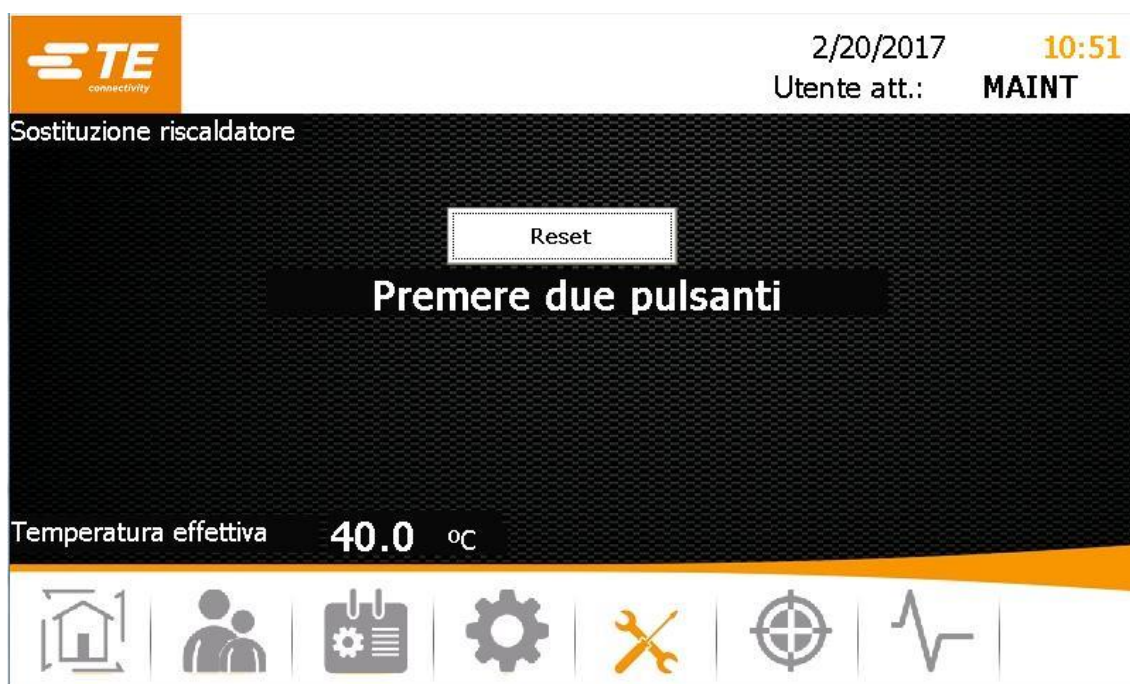 TE
connectivity
2/20/2017 10:51
Utente att.: MAINT
Sostituzione riscaldatore
Reset
Premere due pulsanti
Temperatura effettiva 40.0 ºC